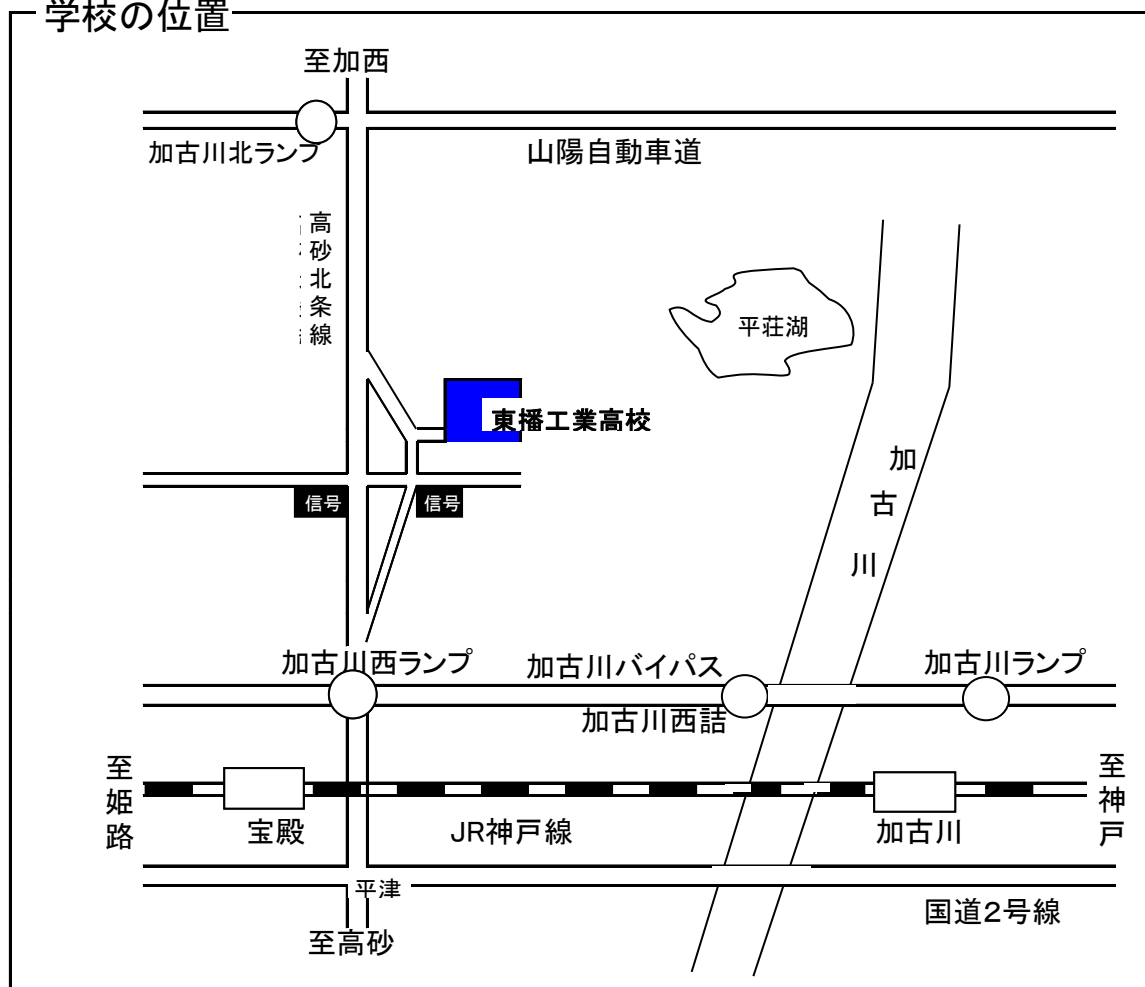 学校の位置
至加西
加古川北ランプ
山陽自動車道
高砂北条線
平荘湖
東播工業高校
信号
信号
加古川
加古川西ランプ
加古川バイパス
加古川ランプ
加古川西詰
至姫路
至神戸
宝殿
JR神戸線
加古川
平津
国道2号線
至高砂